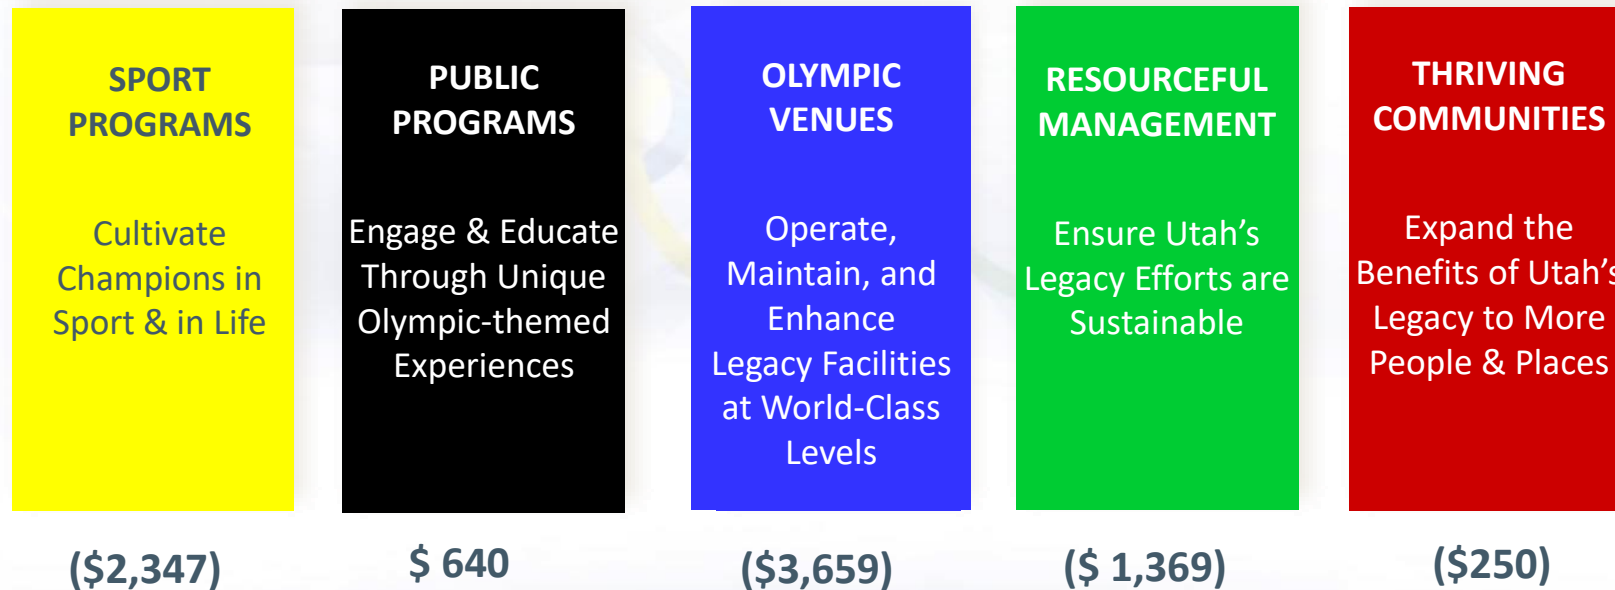 SPORT
PROGRAMS
Cultivate
Champions in
Sport & in Life
($2,347)
PUBLIC
PROGRAMS
Engage & Educate
Through Unique
Olympic-themed
Experiences
$ 640
OLYMPIC
VENUES
Operate,
Maintain, and
Enhance
Legacy Facilities
at World-Class
Levels
($3,659)
RESOURCEFUL
MANAGEMENT
Ensure Utah’s
Legacy Efforts are
Sustainable
($ 1,369)
THRIVING
COMMUNITIES
Expand the
Benefits of Utah’s
Legacy to More
People & Places
($250)